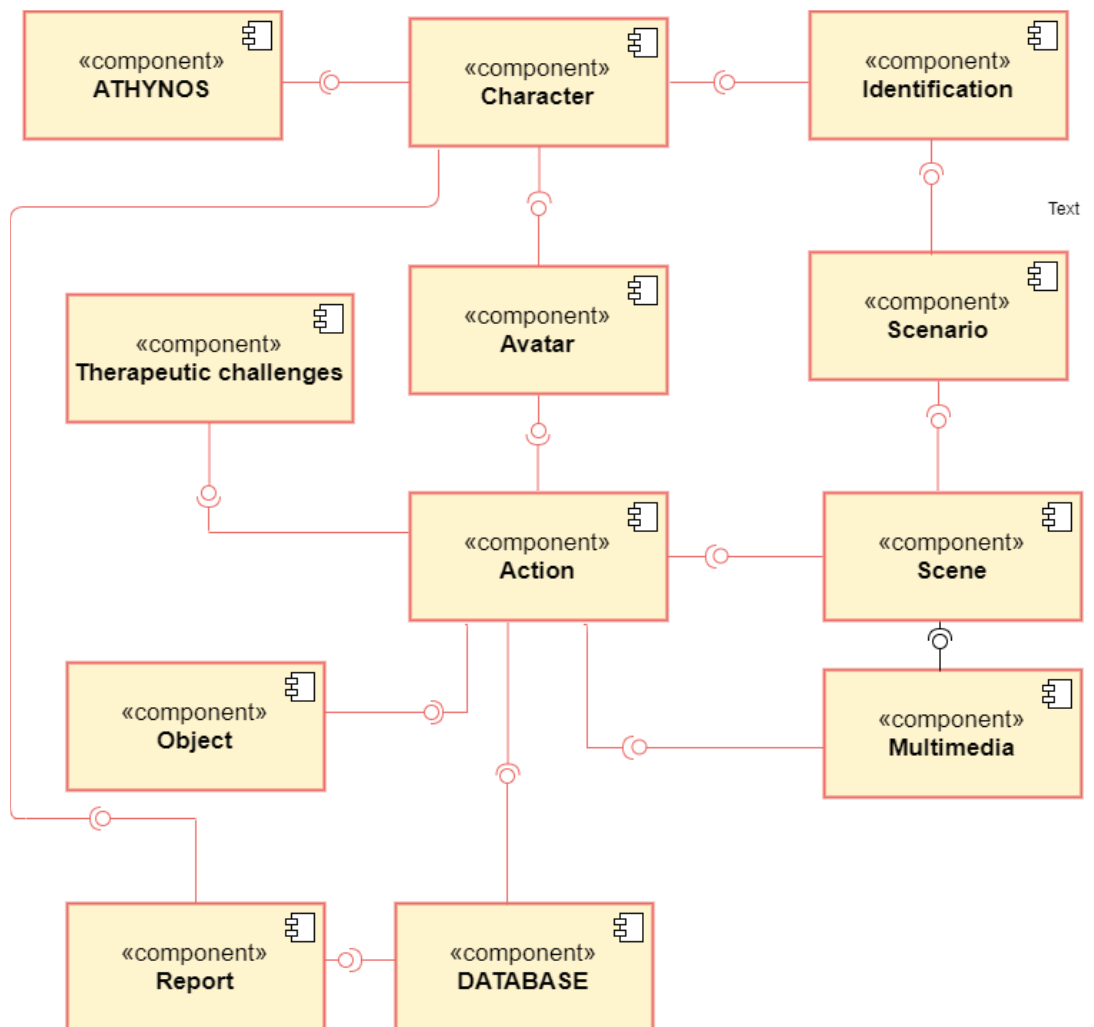 «component»
ATHYNOS
«component»
Character
«component»
Identification
Text
«component»
Therapeutic challenges
«component»
Avatar
«component»
Scenario
«component»
Action
«component»
Scene
«component»
Object
«component»
Multimedia
«component»
Report
«component»
DATABASE